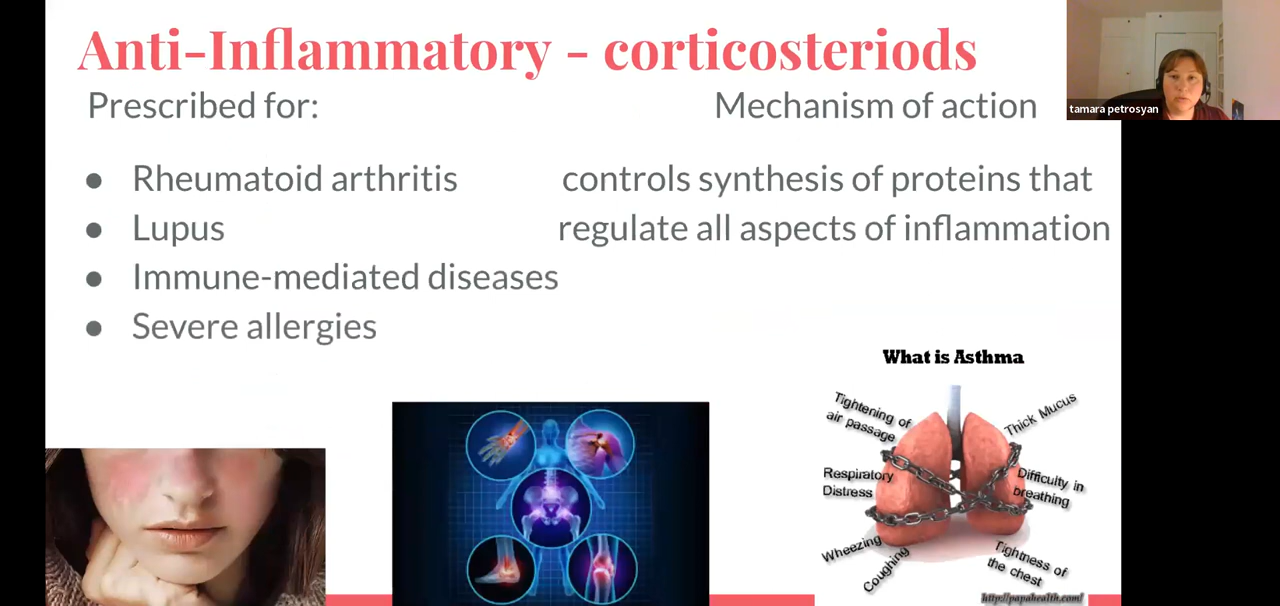 Anti-Inflammatory - corticosteriods
tamara petrosyan
Prescribed for:
Mechanism of action
● Rheumatoid arthritis
● Lupus
● Immune-mediated diseases
● Severe allergies
controls synthesis of proteins that
regulate all aspects of inflammation
What is Asthma
Tightening of
air passage
Thick Mucus
Respiratory
Distress
Difficulty in
breathing
Wheezing
Coughing
Tightness of
the chest
http://papahealth.com/